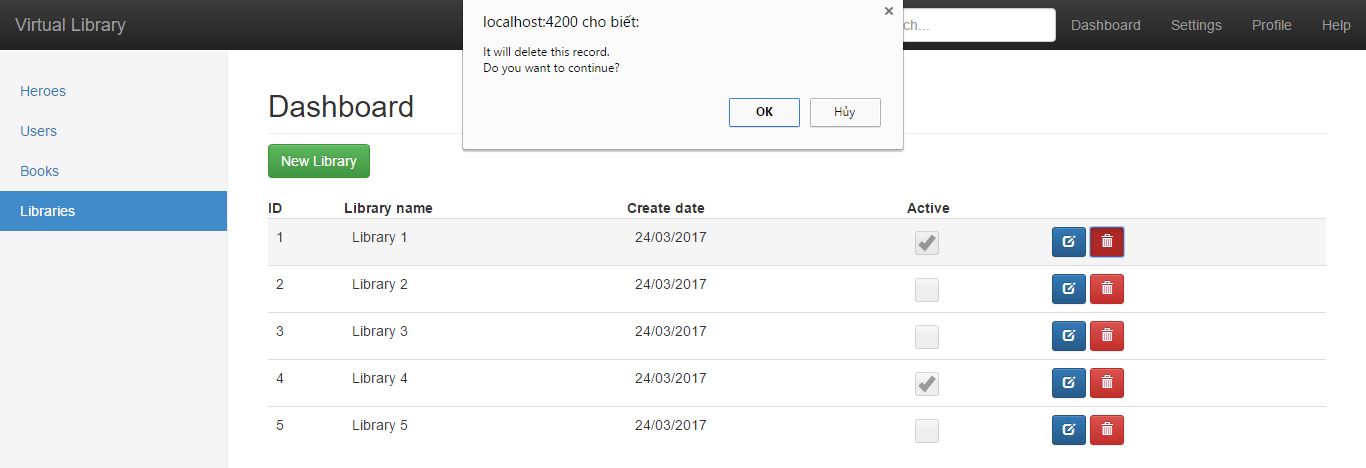 Virtual Library
ch...
Dashboard
Settings
Profile
Help
localhost:4200 cho biết:
It will delete this record.
Do you want to continue?
OK
Hủy
Heroes
Users
Books
Libraries
Dashboard
New Library
ID Library name Create date Active
1 Library 1 24/03/2017
2 Library 2 24/03/2017
3 Library 3 24/03/2017
4 Library 4 24/03/2017
5 Library 5 24/03/2017